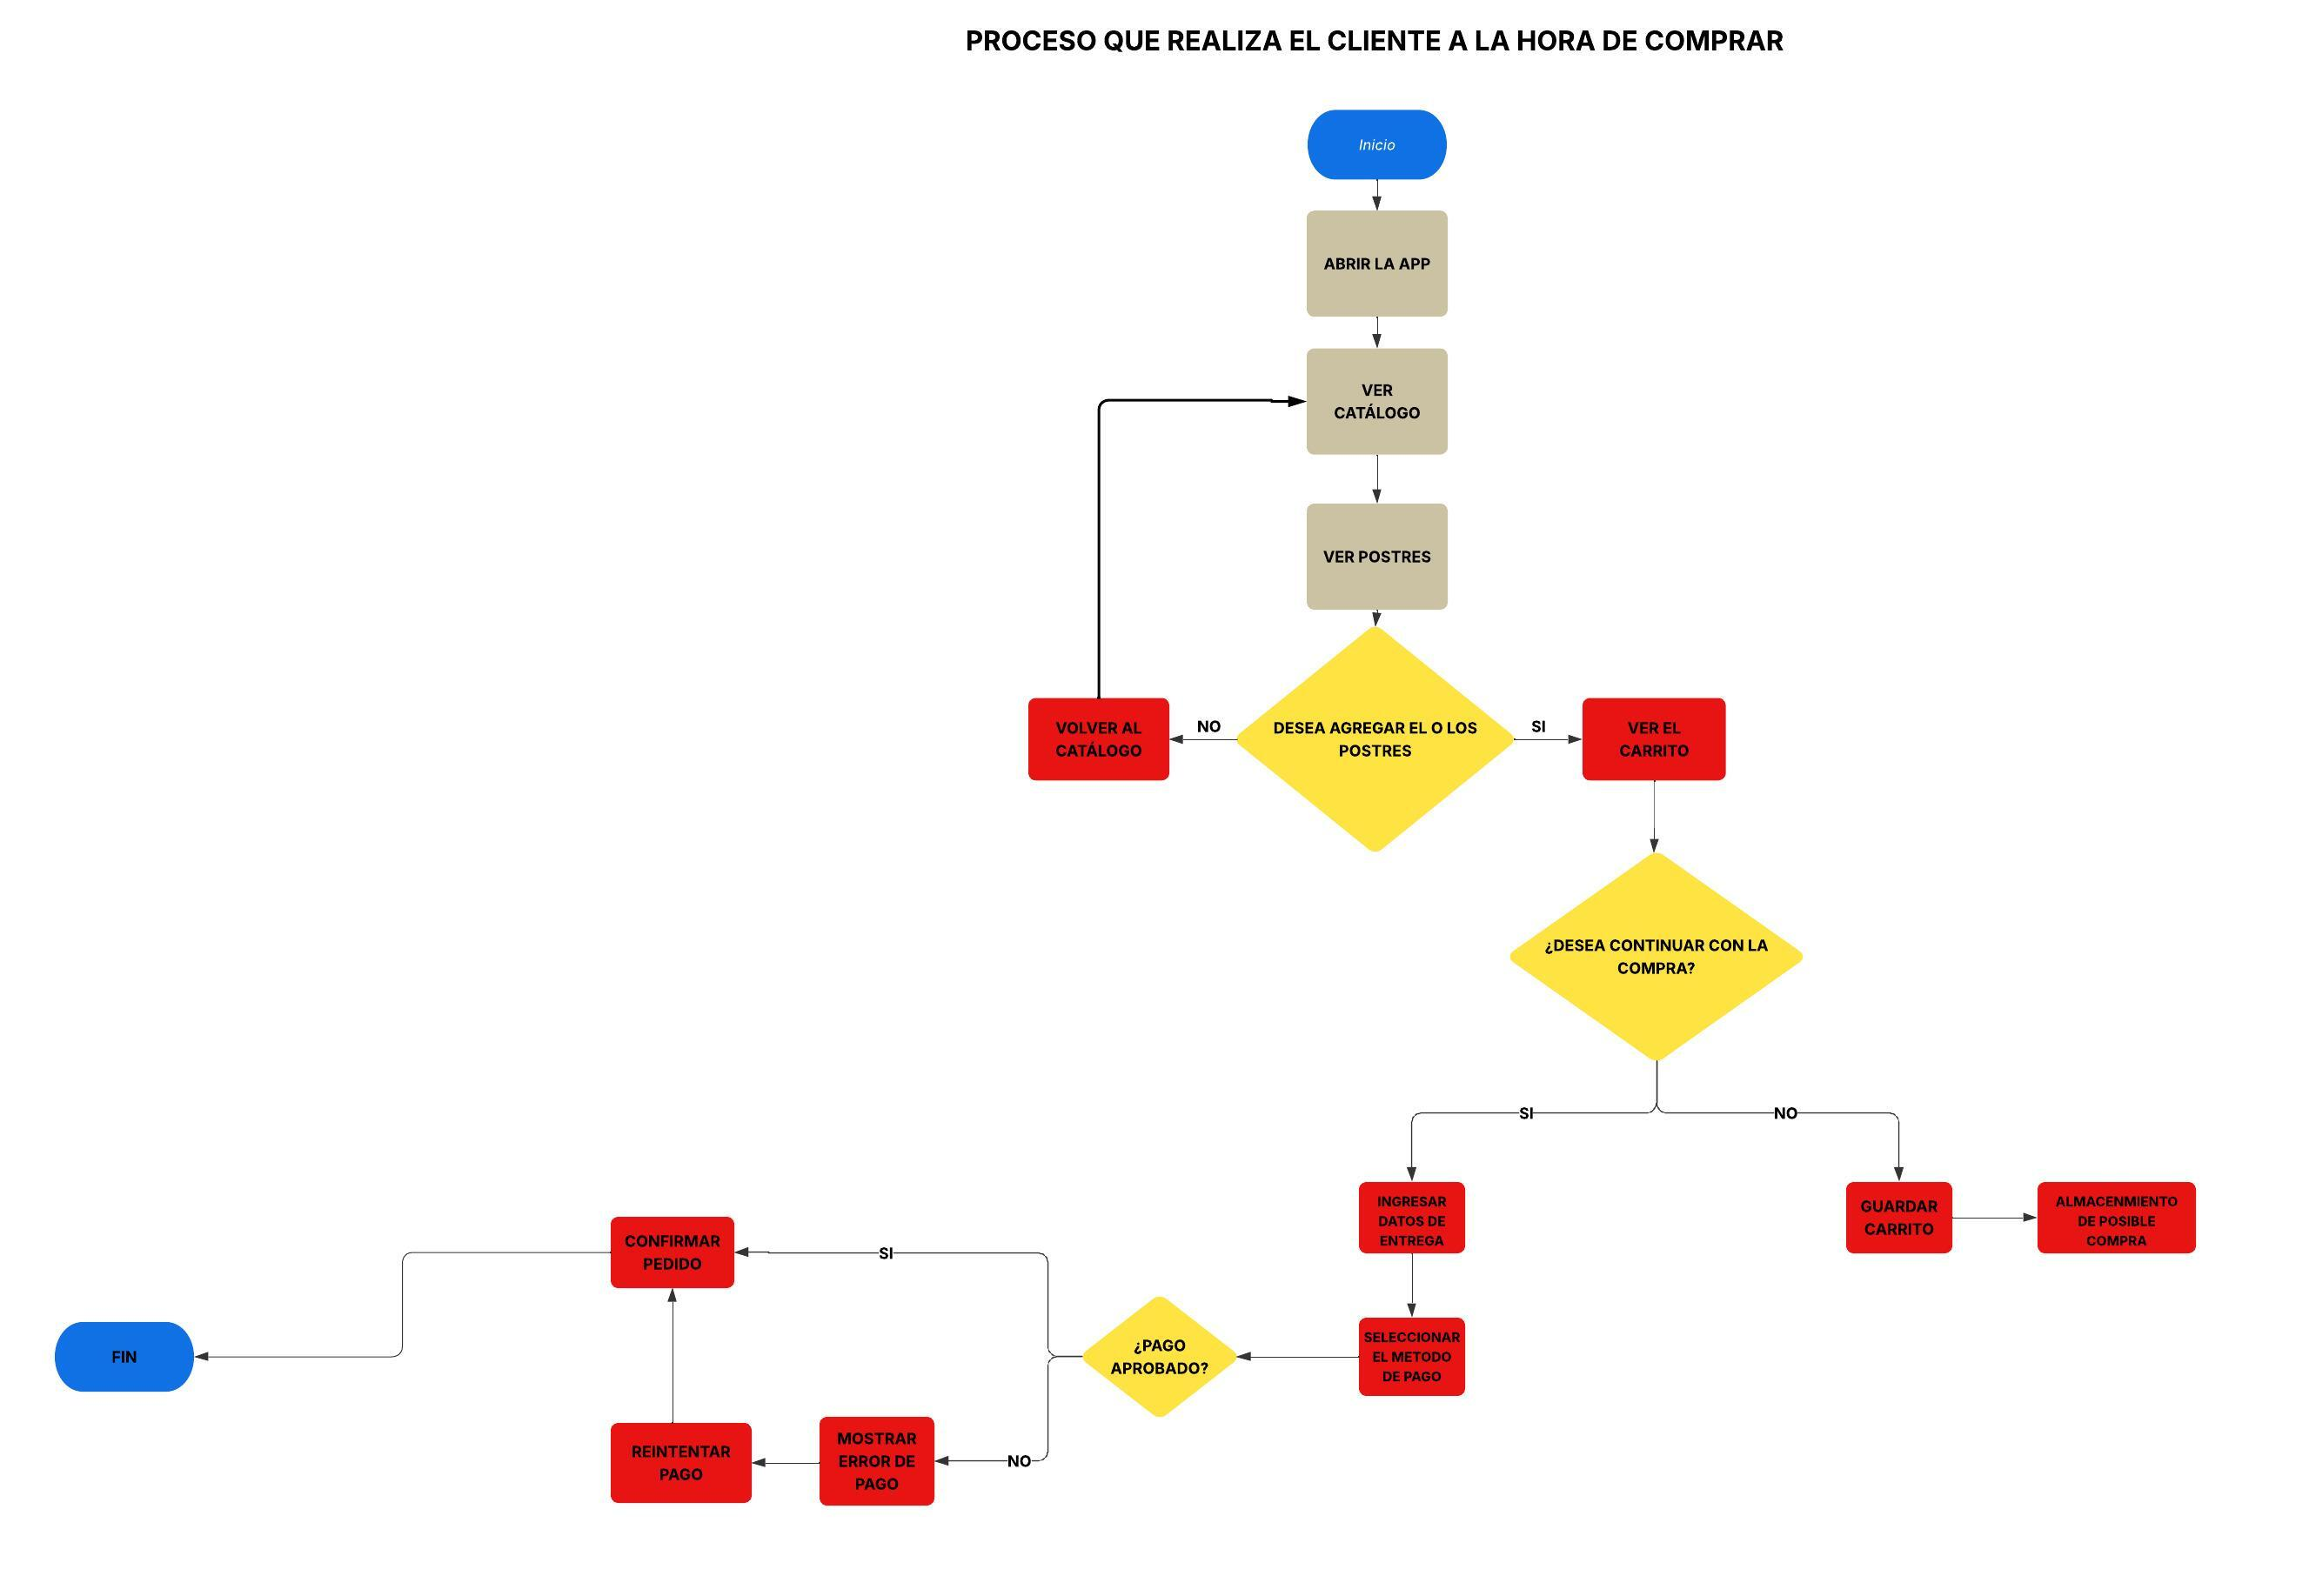 PROCESO QUE REALIZA EL CLIENTE A LA HORA DE COMPRAR
Inicio
ABRIR LA APP
VER
CATÁLOGO
VER POSTRES
DESEA AGREGAR EL O LOS
POSTRES
NO
VOLVER AL
CATÁLOGO
SI
VER EL
CARRITO
¿DESEA CONTINUAR CON LA
COMPRA?
SI
NO
INGRESAR
DATOS DE
ENTREGA
GUARDAR
CARRITO
ALMACENMIENTO
DE POSIBLE
COMPRA
SELECCIONAR
EL METODO
DE PAGO
¿PAGO
APROBADO?
SI
CONFIRMAR
PEDIDO
NO
MOSTRAR
ERROR DE
PAGO
REINTENTAR
PAGO
FIN